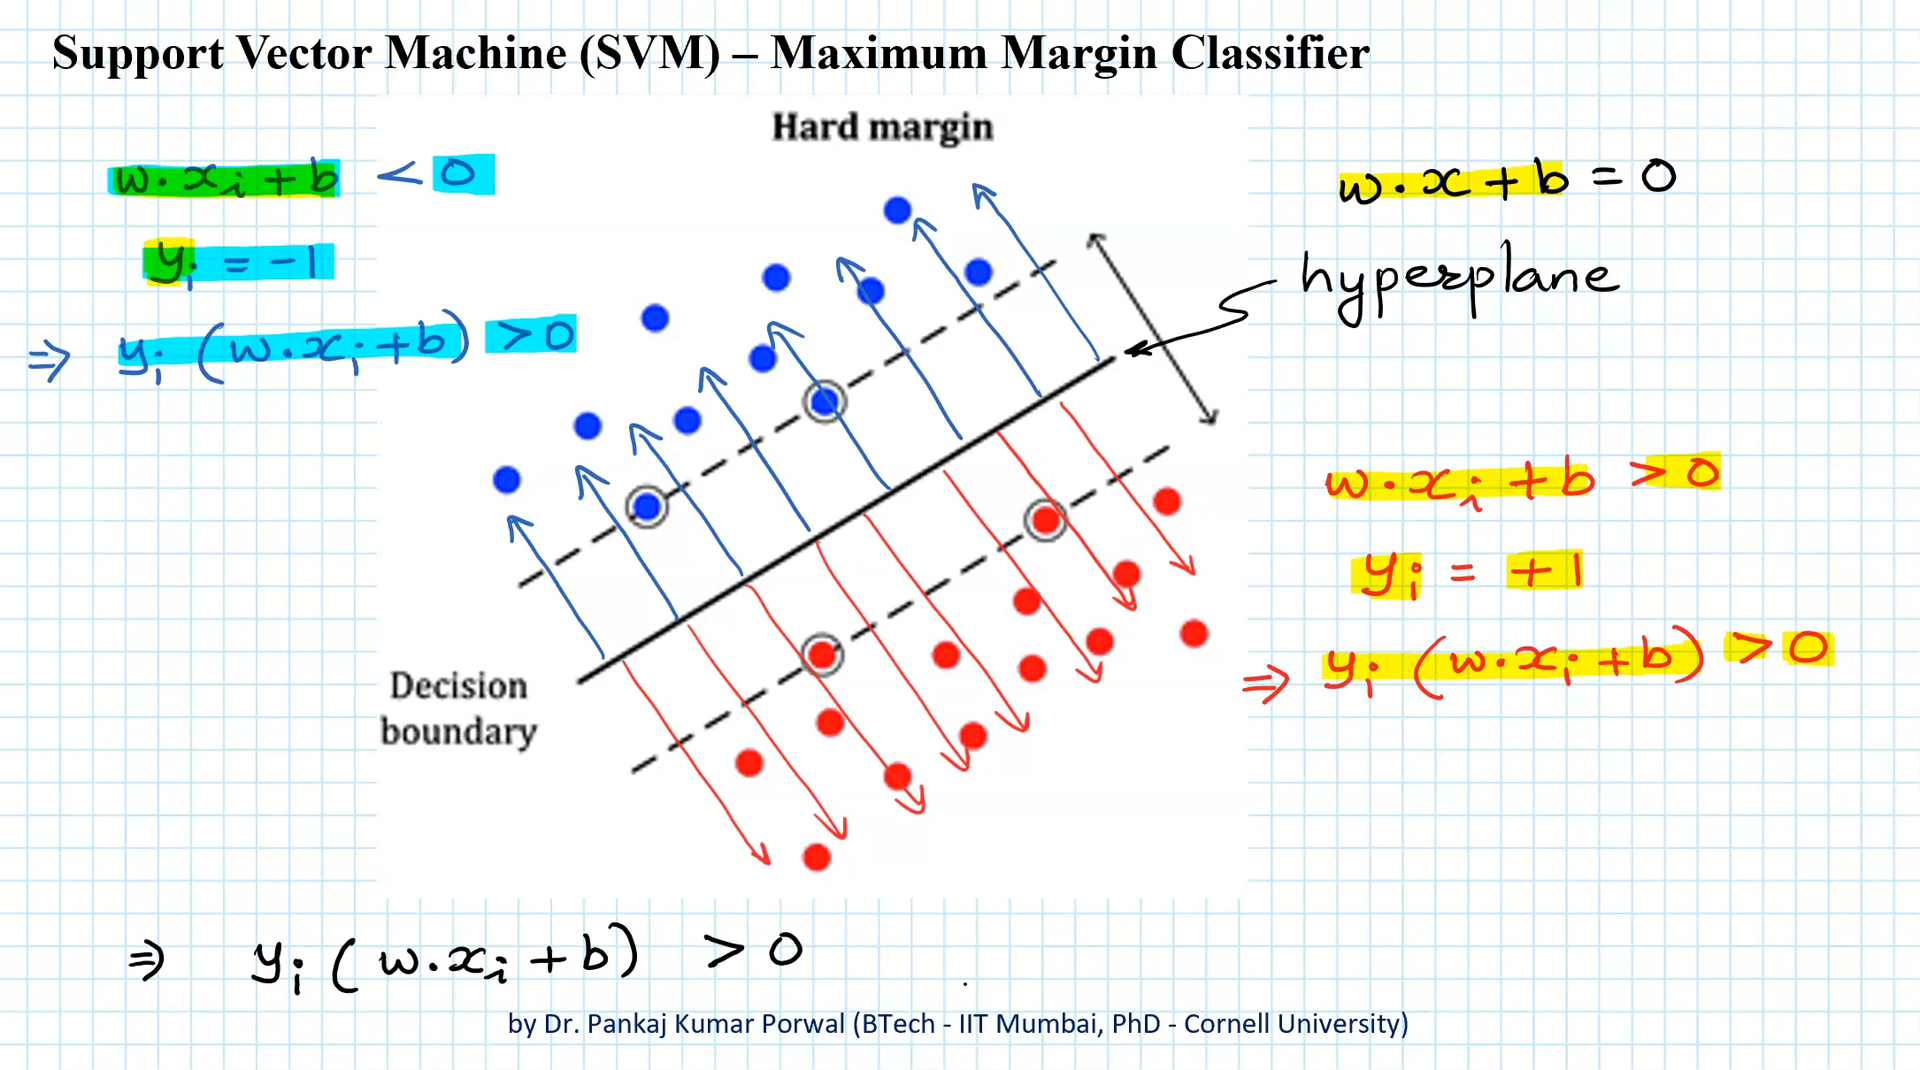 Support Vector Machine (SVM) – Maximum Margin Classifier
Hard margin
w·xᵢ + b < 0
yᵢ = -1
⇒ yᵢ (w·xᵢ + b) > 0
w·x + b = 0
hyperplane
w·xᵢ + b > 0
yᵢ = +1
⇒ yᵢ (w·xᵢ + b) > 0
Decision
boundary
⇒ yᵢ (w·xᵢ + b) > 0
by Dr. Pankaj Kumar Porwal (BTech - IIT Mumbai, PhD - Cornell University)